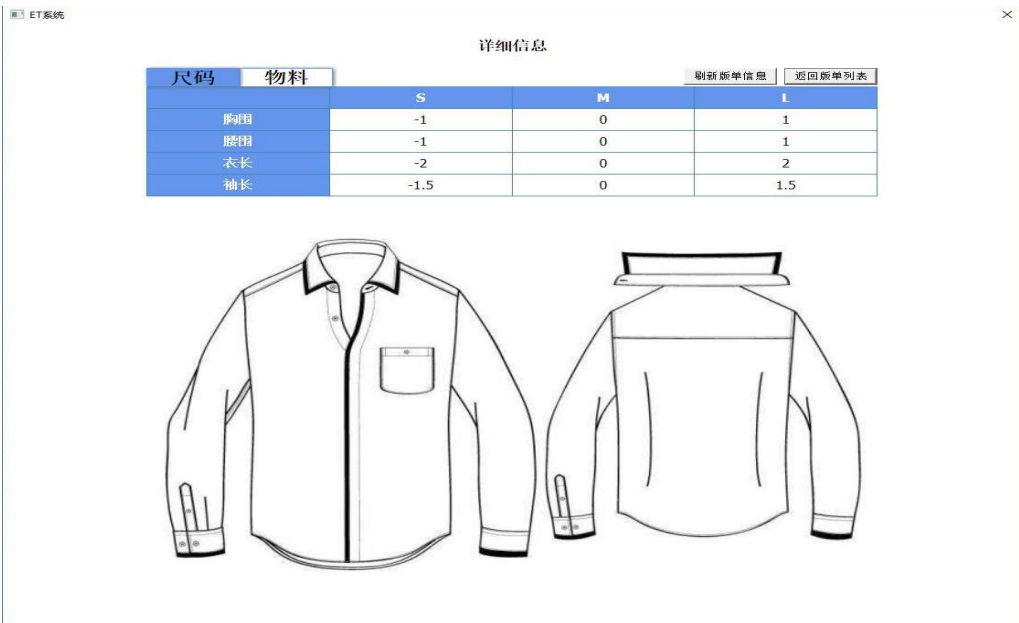 ET系统
详细信息
尺码 物料 刷新版单信息 返回版单列表
S M L
胸围 -1 0 1
腰围 -1 0 1
衣长 -2 0 2
袖长 -1.5 0 1.5